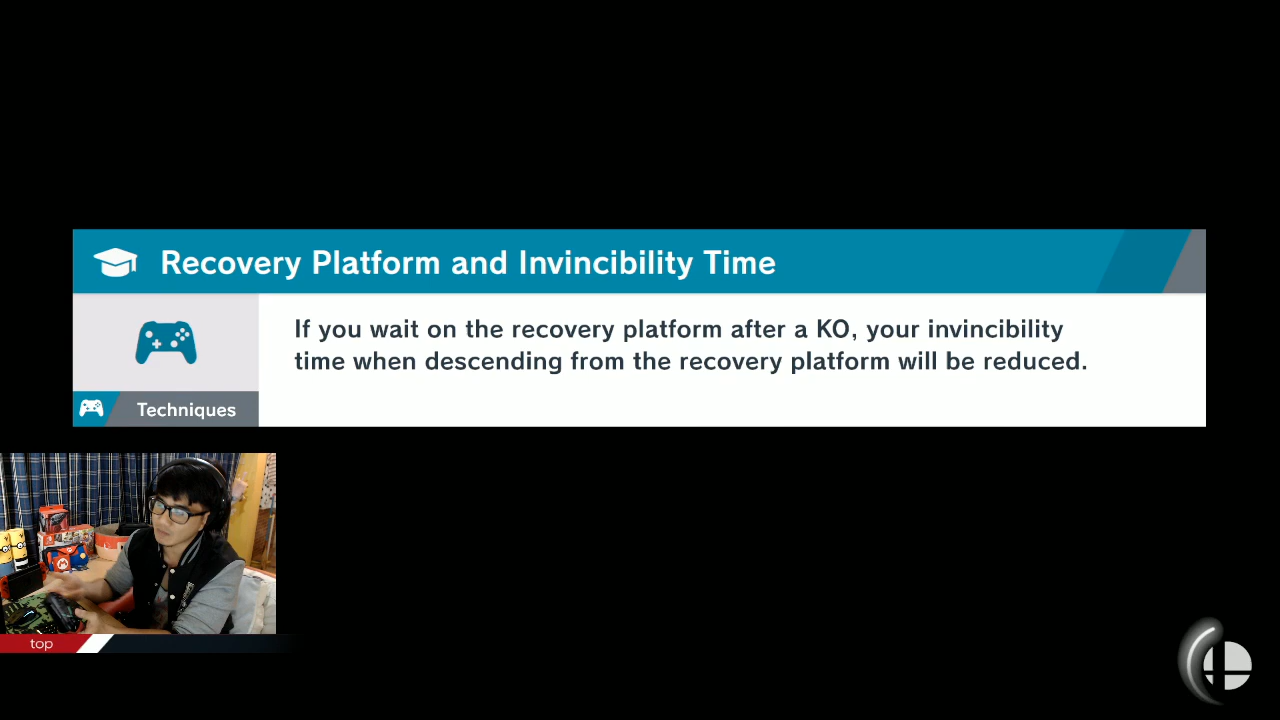 Recovery Platform and Invincibility Time
If you wait on the recovery platform after a KO, your invincibility
time when descending from the recovery platform will be reduced.
Techniques
top